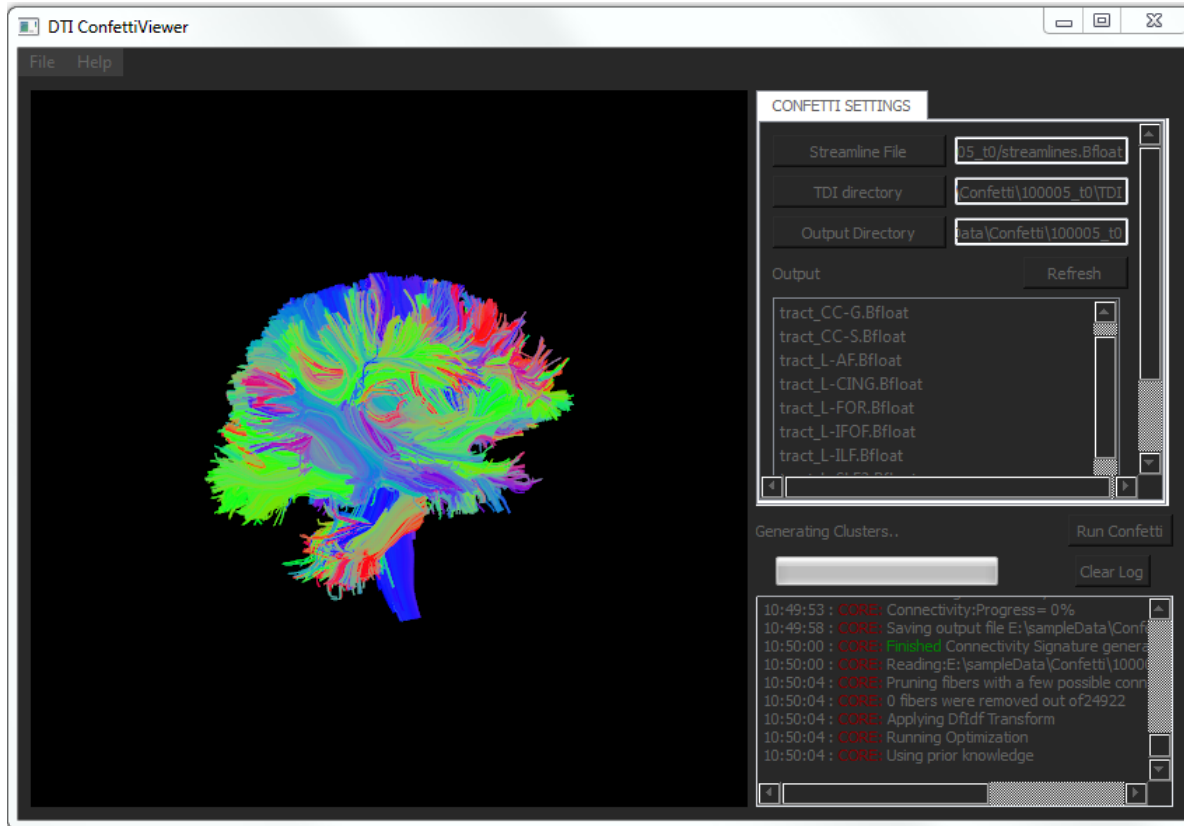 DTI ConfettiViewer
File Help
CONFETTI SETTINGS
Streamline File 05_t0/streamlines.Bfloat
TDI directory \Confetti\100005_t0\TDI
Output Directory Data\Confetti\100005_t0
Output Refresh
tract_CC-G.Bfloat
tract_CC-S.Bfloat
tract_L-AF.Bfloat
tract_L-CING.Bfloat
tract_L-FOR.Bfloat
tract_L-IFOF.Bfloat
tract_L-ILF.Bfloat
Generating Clusters.. Run Confetti
Clear Log
10:49:53 : CORE: Connectivity:Progress= 0%
10:49:58 : CORE: Saving output file E:\sampleData\Conf
10:50:00 : CORE: Finished Connectivity Signature genera
10:50:00 : CORE: Reading:E:\sampleData\Confetti\1000
10:50:04 : CORE: Pruning fibers with a few possible conn
10:50:04 : CORE: 0 fibers were removed out of24922
10:50:04 : CORE: Applying DfIdf Transform
10:50:04 : CORE: Running Optimization
10:50:04 : CORE: Using prior knowledge